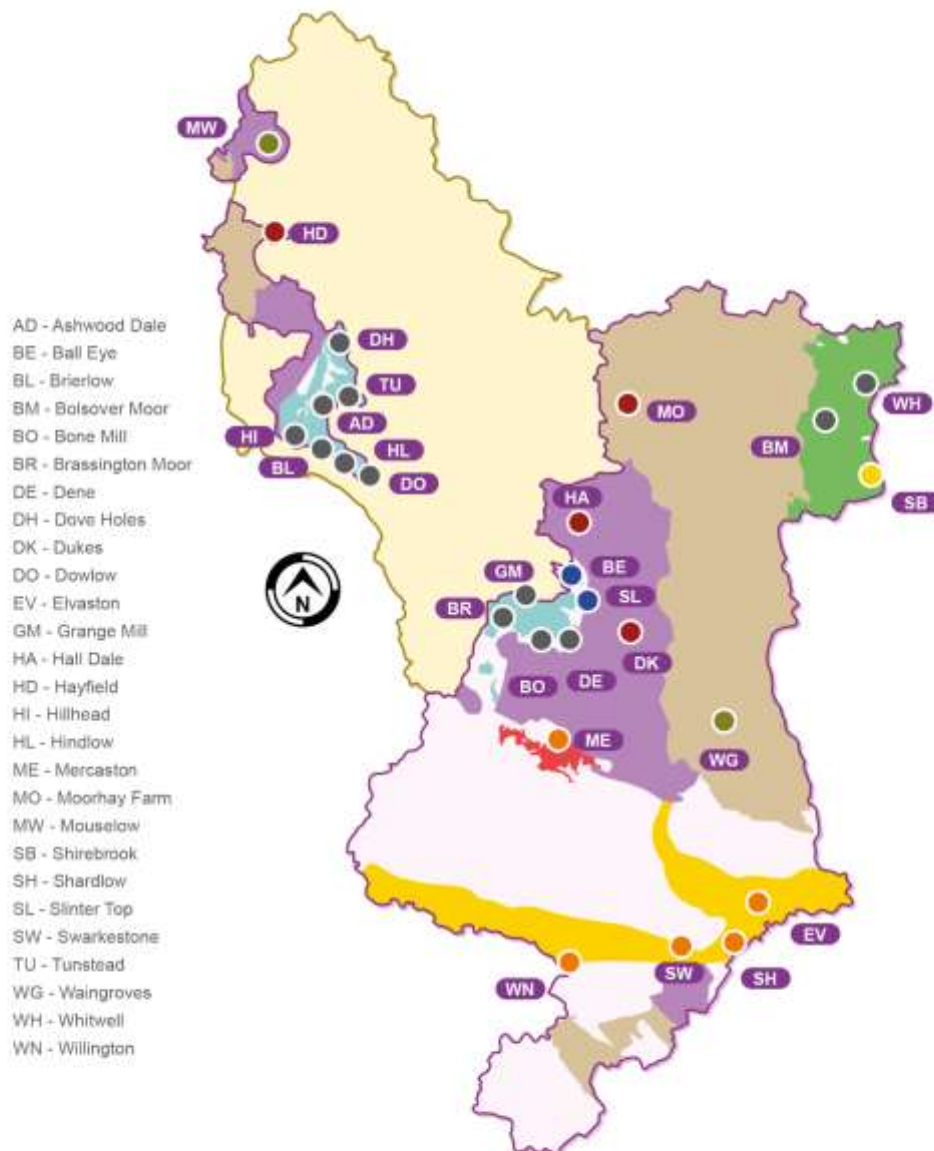 MW
HD
DH
TU
AD
HI
HL
BL
DO
MO
WH
BM
SB
HA
BE
GM
SL
BR
DK
BO
DE
ME
WG
EV
SW
SH
WN
N
AD - Ashwood Dale
BE - Ball Eye
BL - Brierlow
BM - Bolsover Moor
BO - Bone Mill
BR - Brassington Moor
DE - Dene
DH - Dove Holes
DK - Dukes
DO - Dowlow
EV - Elvaston
GM - Grange Mill
HA - Hall Dale
HD - Hayfield
HI - Hillhead
HL - Hindlow
ME - Mercaston
MO - Moorhay Farm
MW - Mouselow
SB - Shirebrook
SH - Shardlow
SL - Slinter Top
SW - Swarkestone
TU - Tunstead
WG - Waingroves
WH - Whitwell
WN - Willington